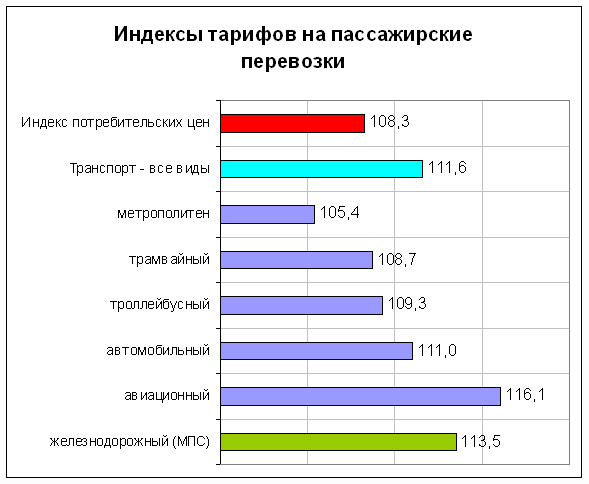 Индексы тарифов на пассажирские
перевозки
Индекс потребительских цен 108,3
Транспорт - все виды 111,6
метрополитен 105,4
трамвайный 108,7
троллейбусный 109,3
автомобильный 111,0
авиационный 116,1
железнодорожный (МПС) 113,5